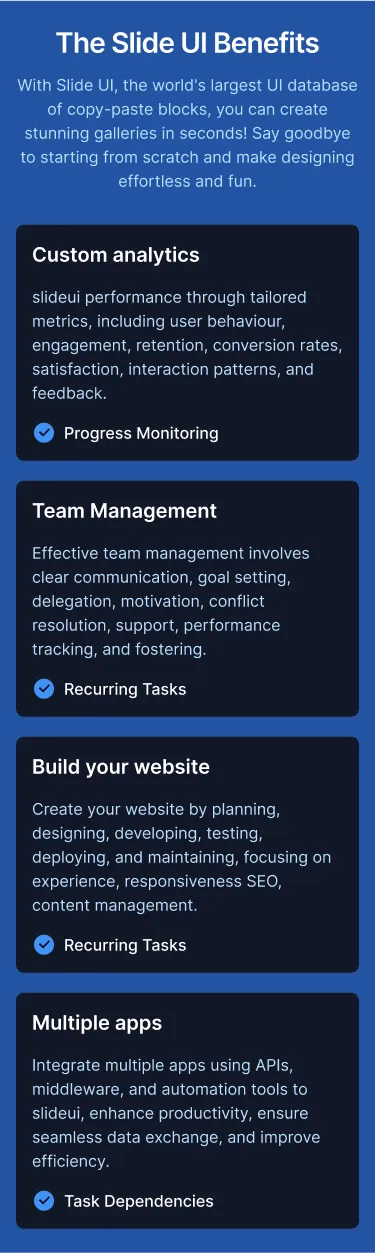 The Slide UI Benefits
With Slide UI, the world's largest UI database
of copy-paste blocks, you can create
stunning galleries in seconds! Say goodbye
to starting from scratch and make designing
effortless and fun.
Custom analytics
slideui performance through tailored
metrics, including user behaviour,
engagement, retention, conversion rates,
satisfaction, interaction patterns, and
feedback.
Progress Monitoring
Team Management
Effective team management involves
clear communication, goal setting,
delegation, motivation, conflict
resolution, support, performance
tracking, and fostering.
Recurring Tasks
Build your website
Create your website by planning,
designing, developing, testing,
deploying, and maintaining, focusing on
experience, responsiveness SEO,
content management.
Recurring Tasks
Multiple apps
Integrate multiple apps using APIs,
middleware, and automation tools to
slideui, enhance productivity, ensure
seamless data exchange, and improve
efficiency.
Task Dependencies